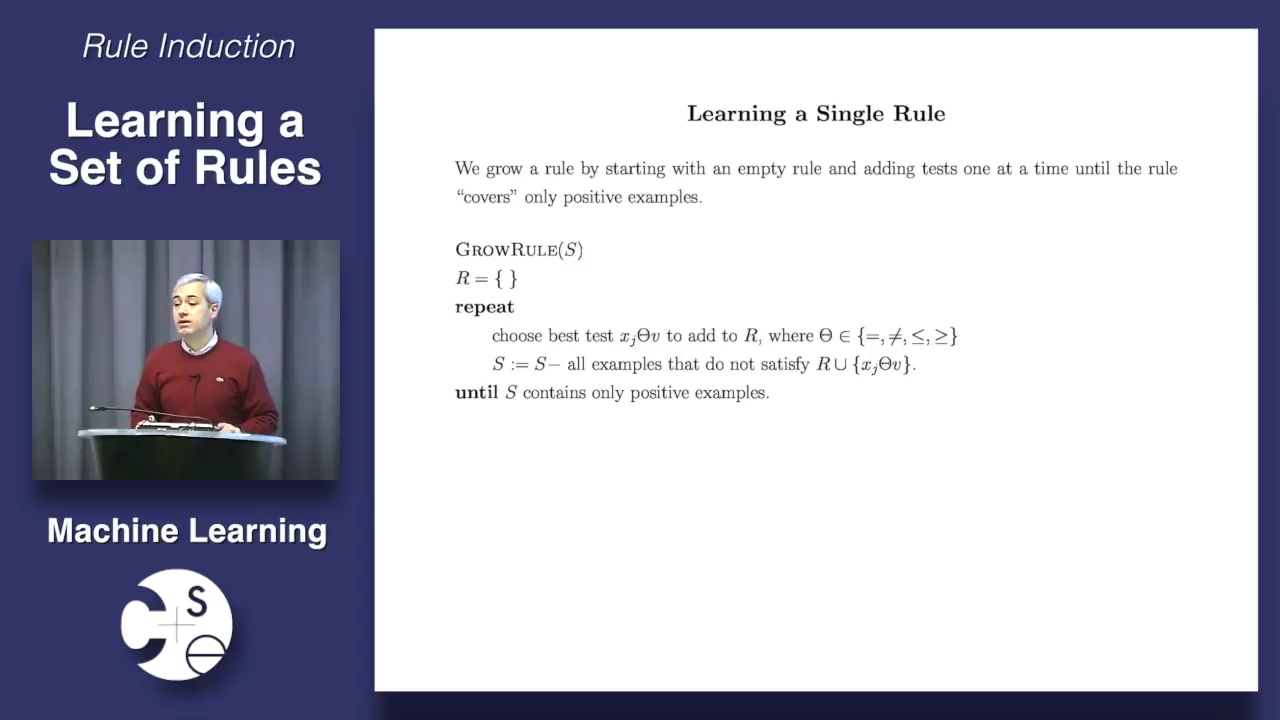 Rule Induction
Learning a
Set of Rules
Machine Learning
C S e
Learning a Single Rule
We grow a rule by starting with an empty rule and adding tests one at a time until the rule
“covers” only positive examples.
GROWRULE(S)
R = { }
repeat
choose best test xⱼΘv to add to R, where Θ ∈ {=, ≠, ≤, ≥}
S := S− all examples that do not satisfy R ∪ {xⱼΘv}.
until S contains only positive examples.